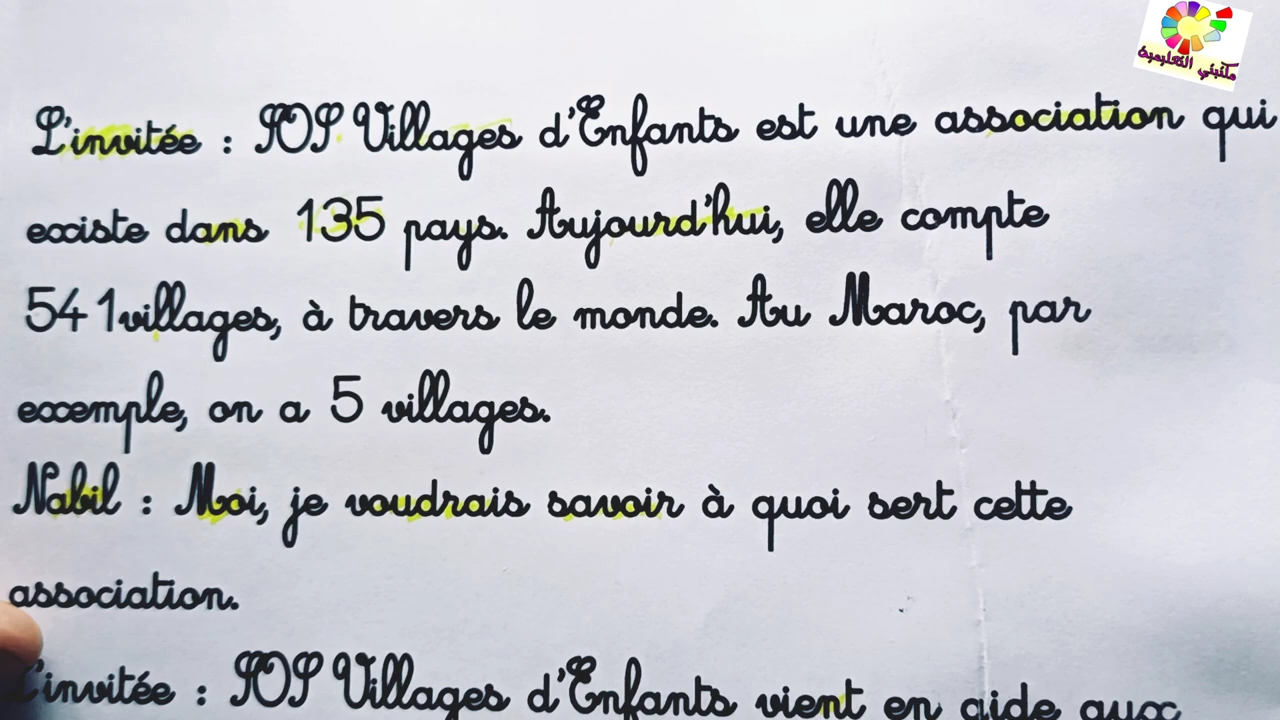 مكتبتي التعليمية
L'invitée : SOS Villages d'Enfants est une association qui
existe dans 135 pays. Aujourd'hui, elle compte
541villages, à travers le monde. Au Maroc, par
exemple, on a 5 villages.
Nabil : Moi, je voudrais savoir à quoi sert cette
association.
L'invitée : SOS Villages d'Enfants vient en aide aux